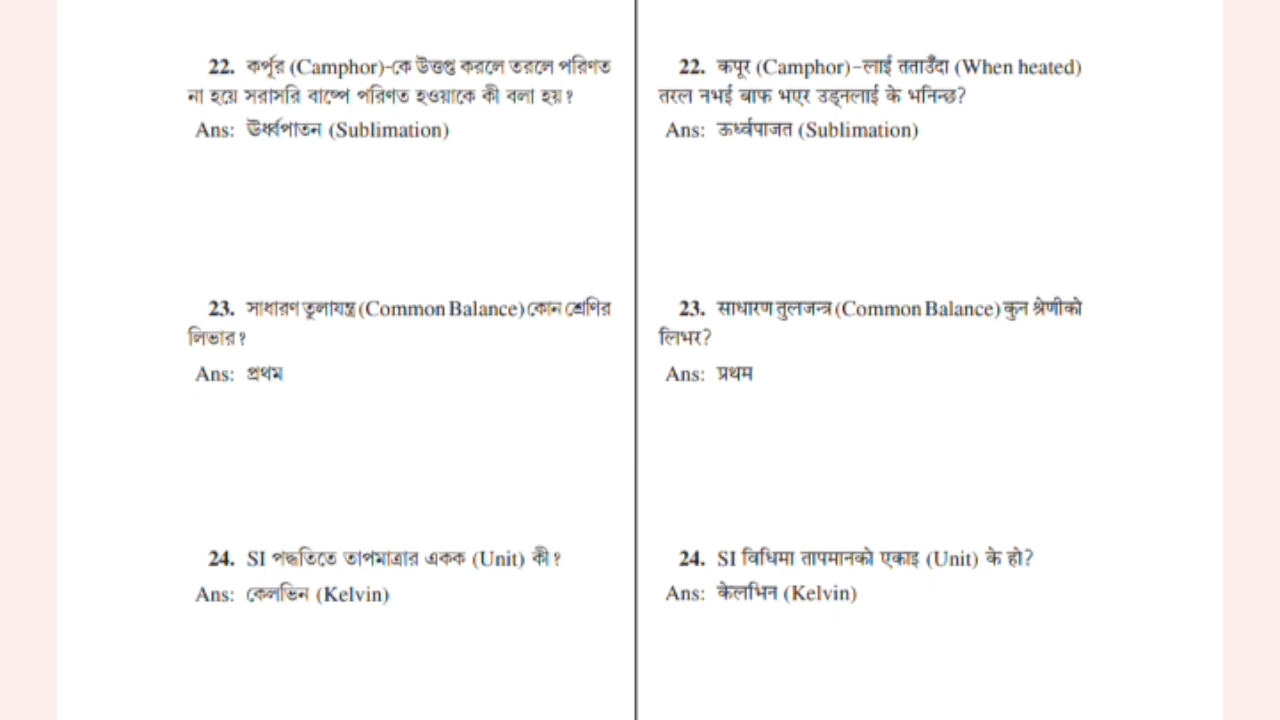 22. কর্পূর (Camphor)-কে উত্তপ্ত করলে তরলে পরিণত
না হয়ে সরাসরি বাষ্পে পরিণত হওয়াকে কী বলা হয়?
Ans: ঊর্ধ্বপাতন (Sublimation)
23. সাধারণ তুলাযন্ত্র (Common Balance) কোন শ্রেণির
লিভার?
Ans: প্রথম
24. SI পদ্ধতিতে তাপমাত্রার একক (Unit) কী?
Ans: কেলভিন (Kelvin)
22. कपूर (Camphor)-लाई तताउँदा (When heated)
तरल नभई बाफ भएर उड्नलाई के भनिन्छ?
Ans: ऊर्ध्वपाजत (Sublimation)
23. साधारण तुलजन्त्र (Common Balance) कुन श्रेणीको
लिभर?
Ans: प्रथम
24. SI विधिमा तापमानको एकाइ (Unit) के हो?
Ans: केलभिन (Kelvin)